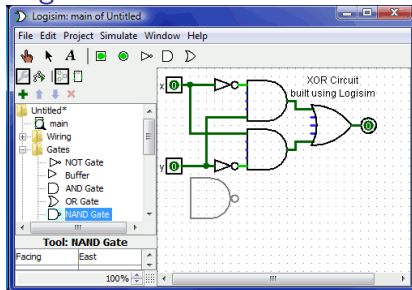 Logisim: main of Untitled
File Edit Project Simulate Window Help
A
Untitled*
main
Wiring
Gates
NOT Gate
Buffer
AND Gate
OR Gate
NAND Gate
Tool: NAND Gate
Facing East
100%
x 0
y 0
XOR Circuit
built using Logisim
0